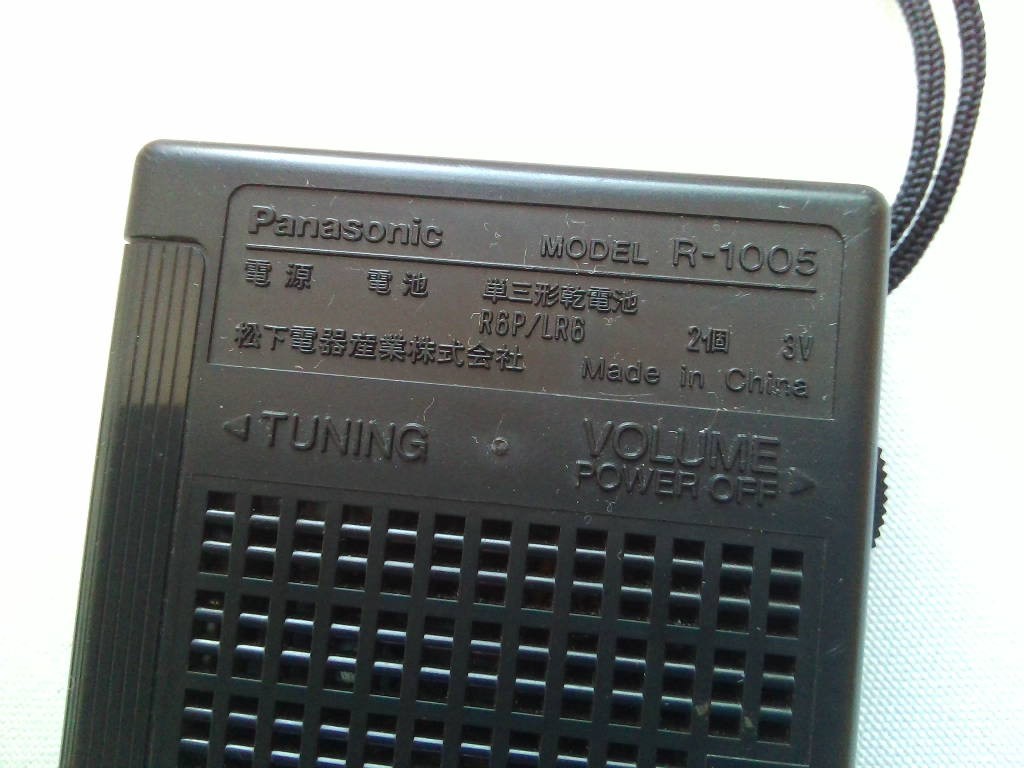 Panasonic MODEL R-1005
電源 電池 単三形乾電池
R6P/LR6 2個 3V
松下電器産業株式会社 Made in China
◀TUNING VOLUME
POWER OFF▶